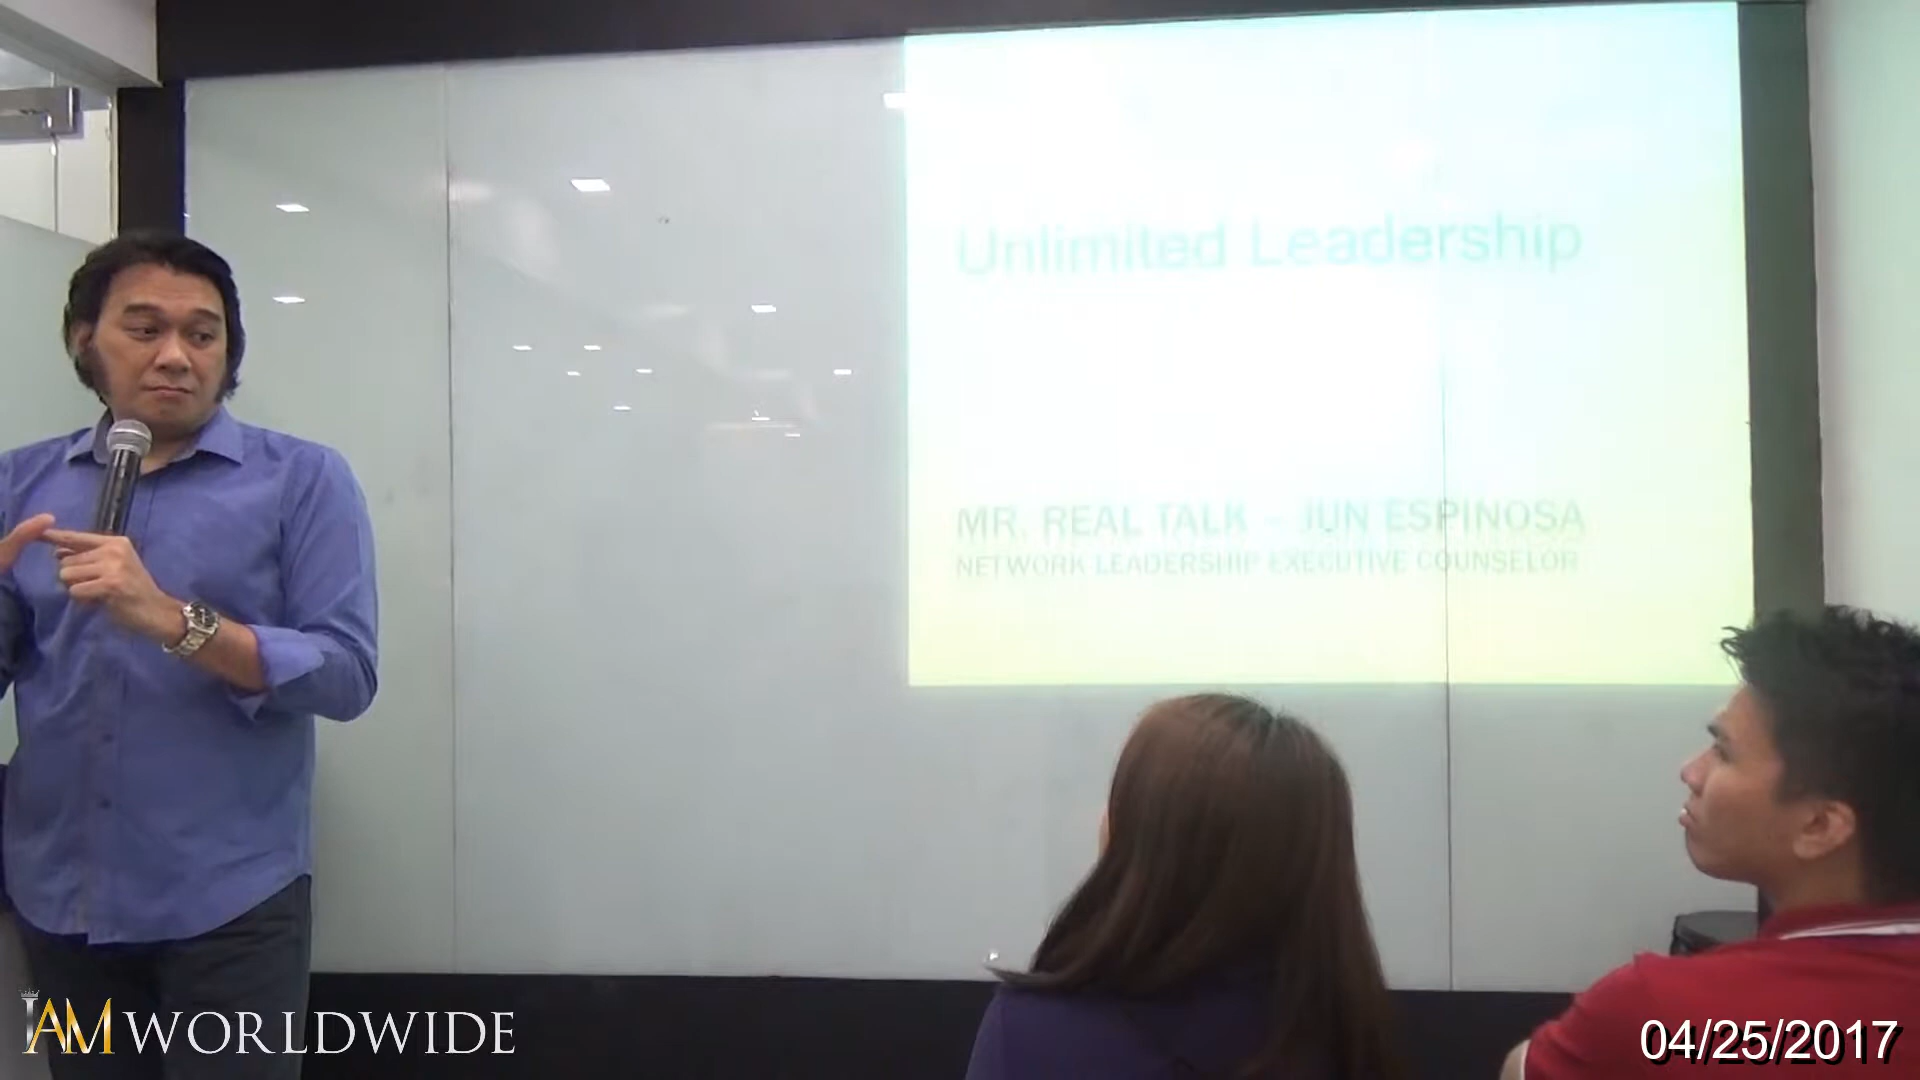 Unlimited Leadership
MR. REAL TALK – JUN ESPINOSA
NETWORK LEADERSHIP EXECUTIVE COUNSELOR
IAM WORLDWIDE
04/25/2017